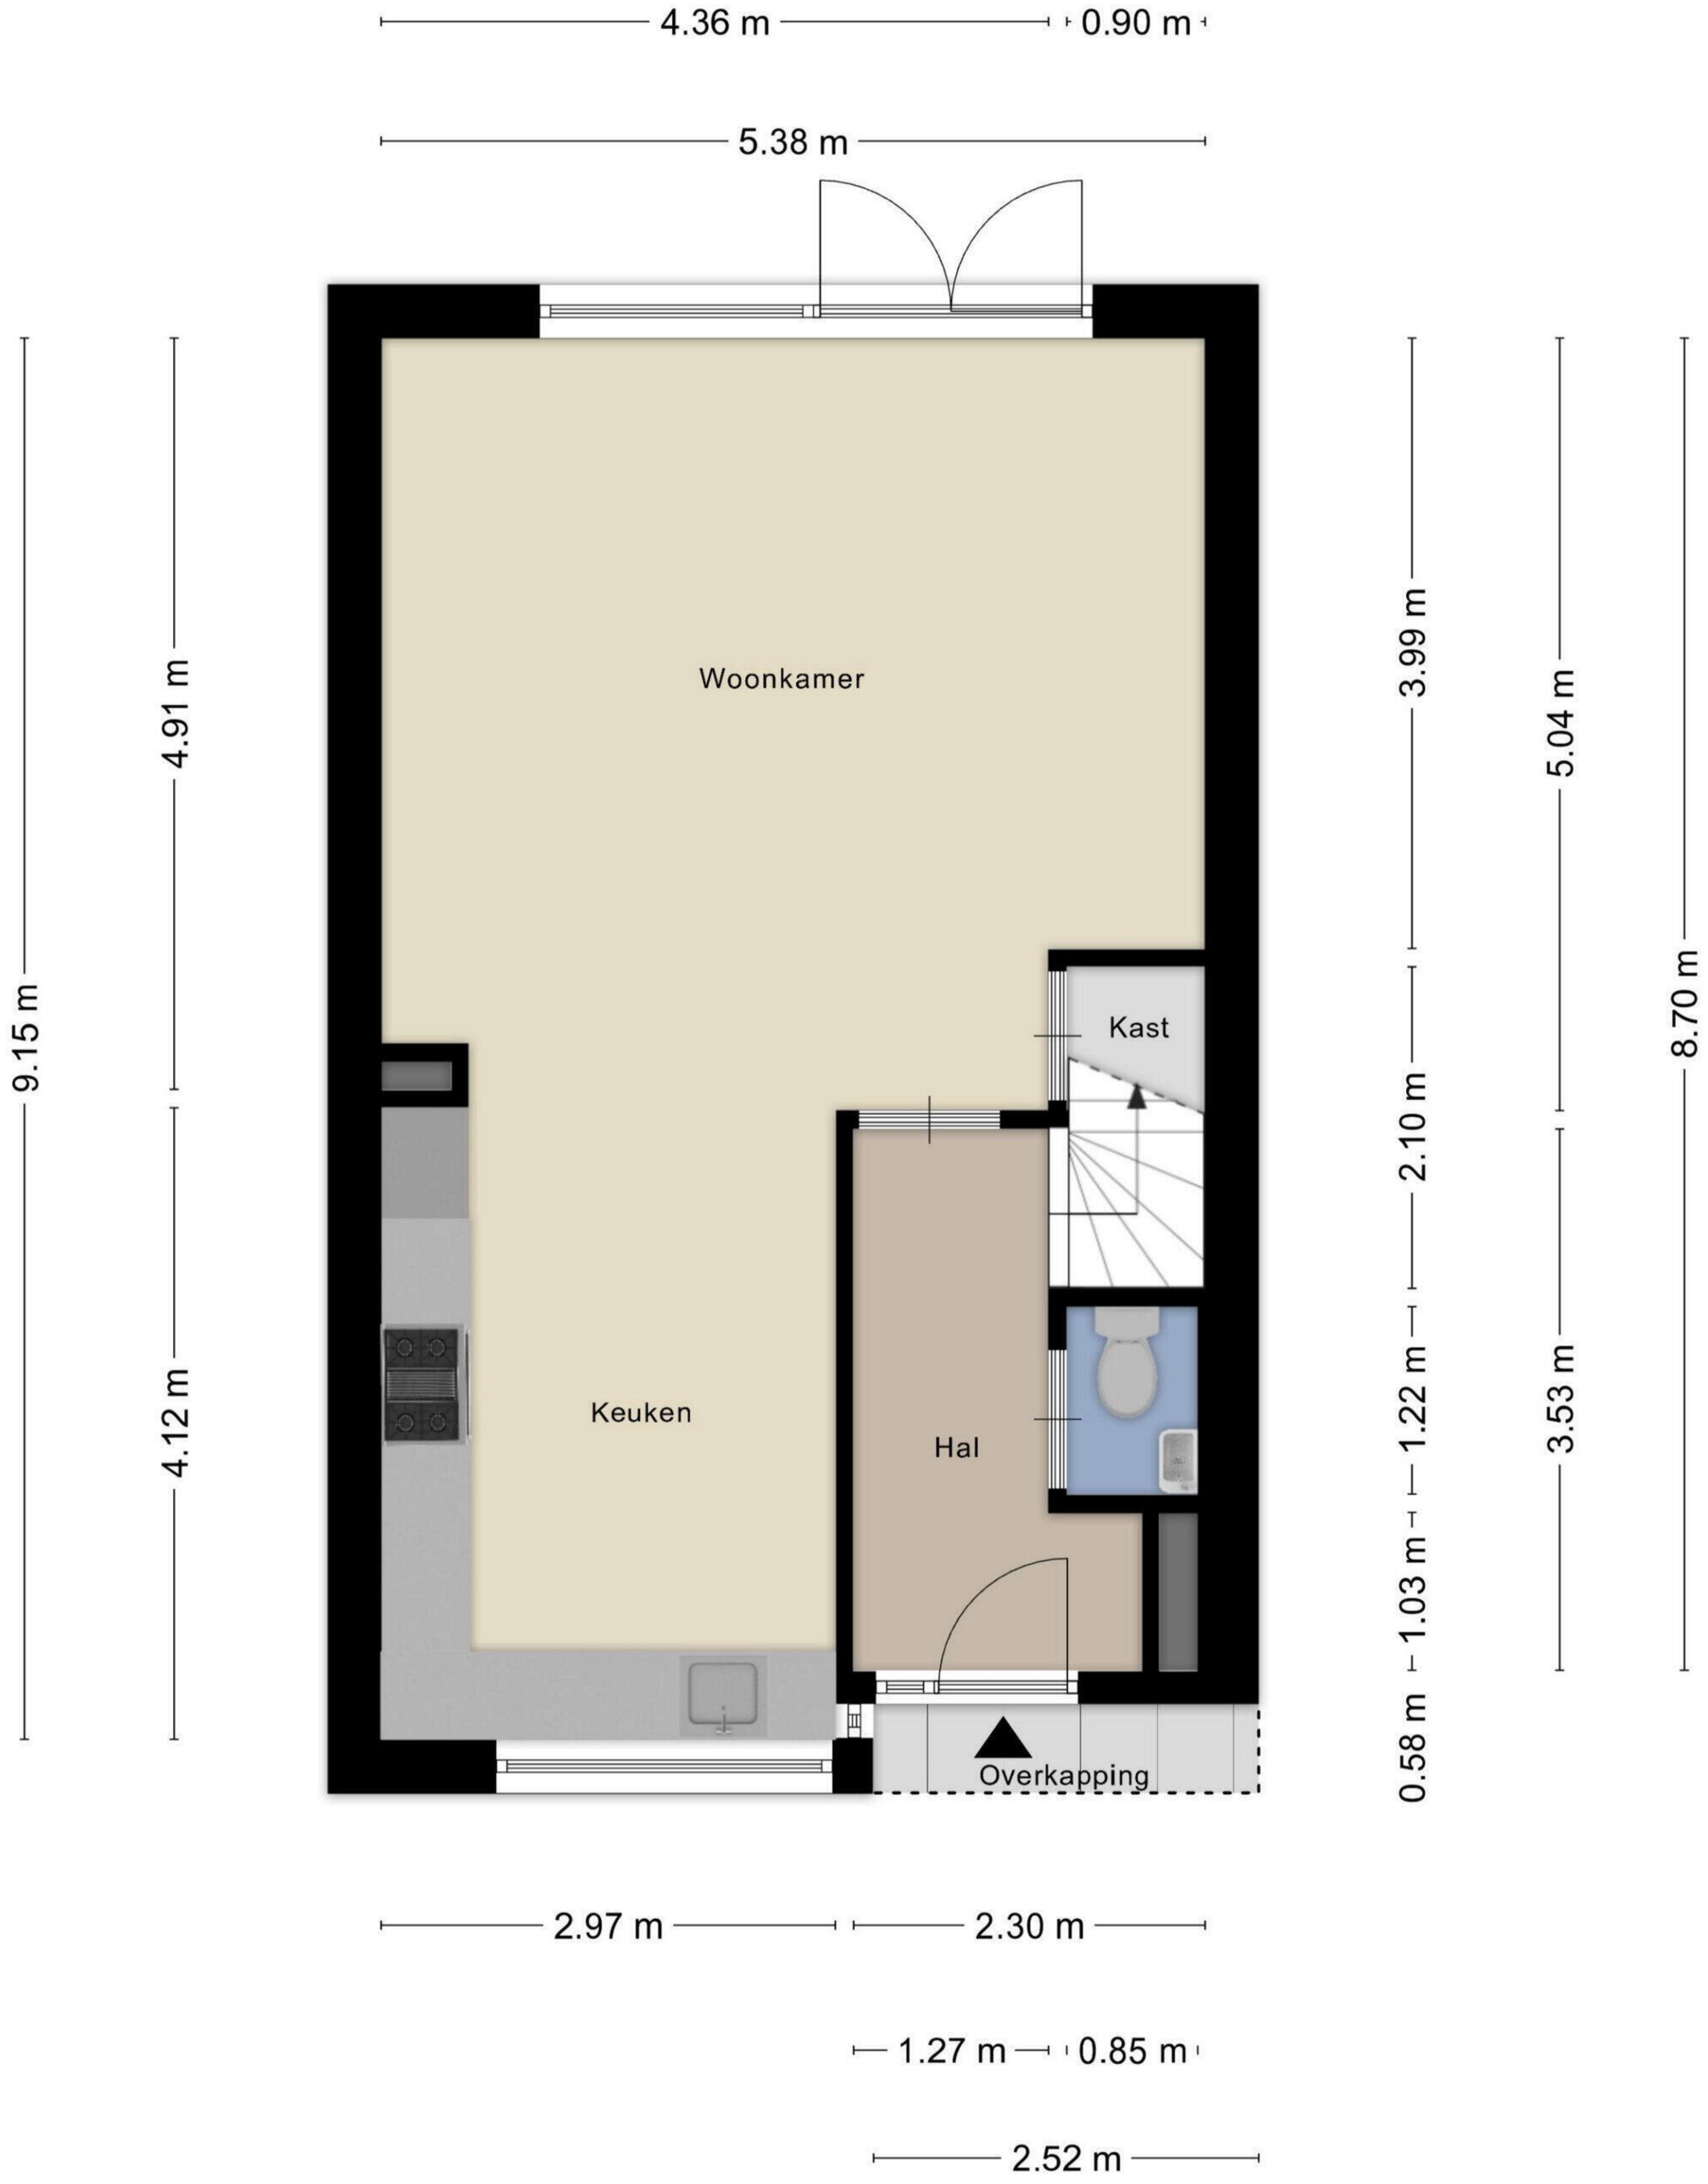 4.36 m
0.90 m
5.38 m
Woonkamer
3.99 m
4.91 m
5.04 m
9.15 m
8.70 m
Kast
2.10 m
4.12 m
Keuken
Hal
1.22 m
3.53 m
1.03 m
0.58 m
Overkapping
2.97 m
2.30 m
1.27 m
0.85 m
2.52 m